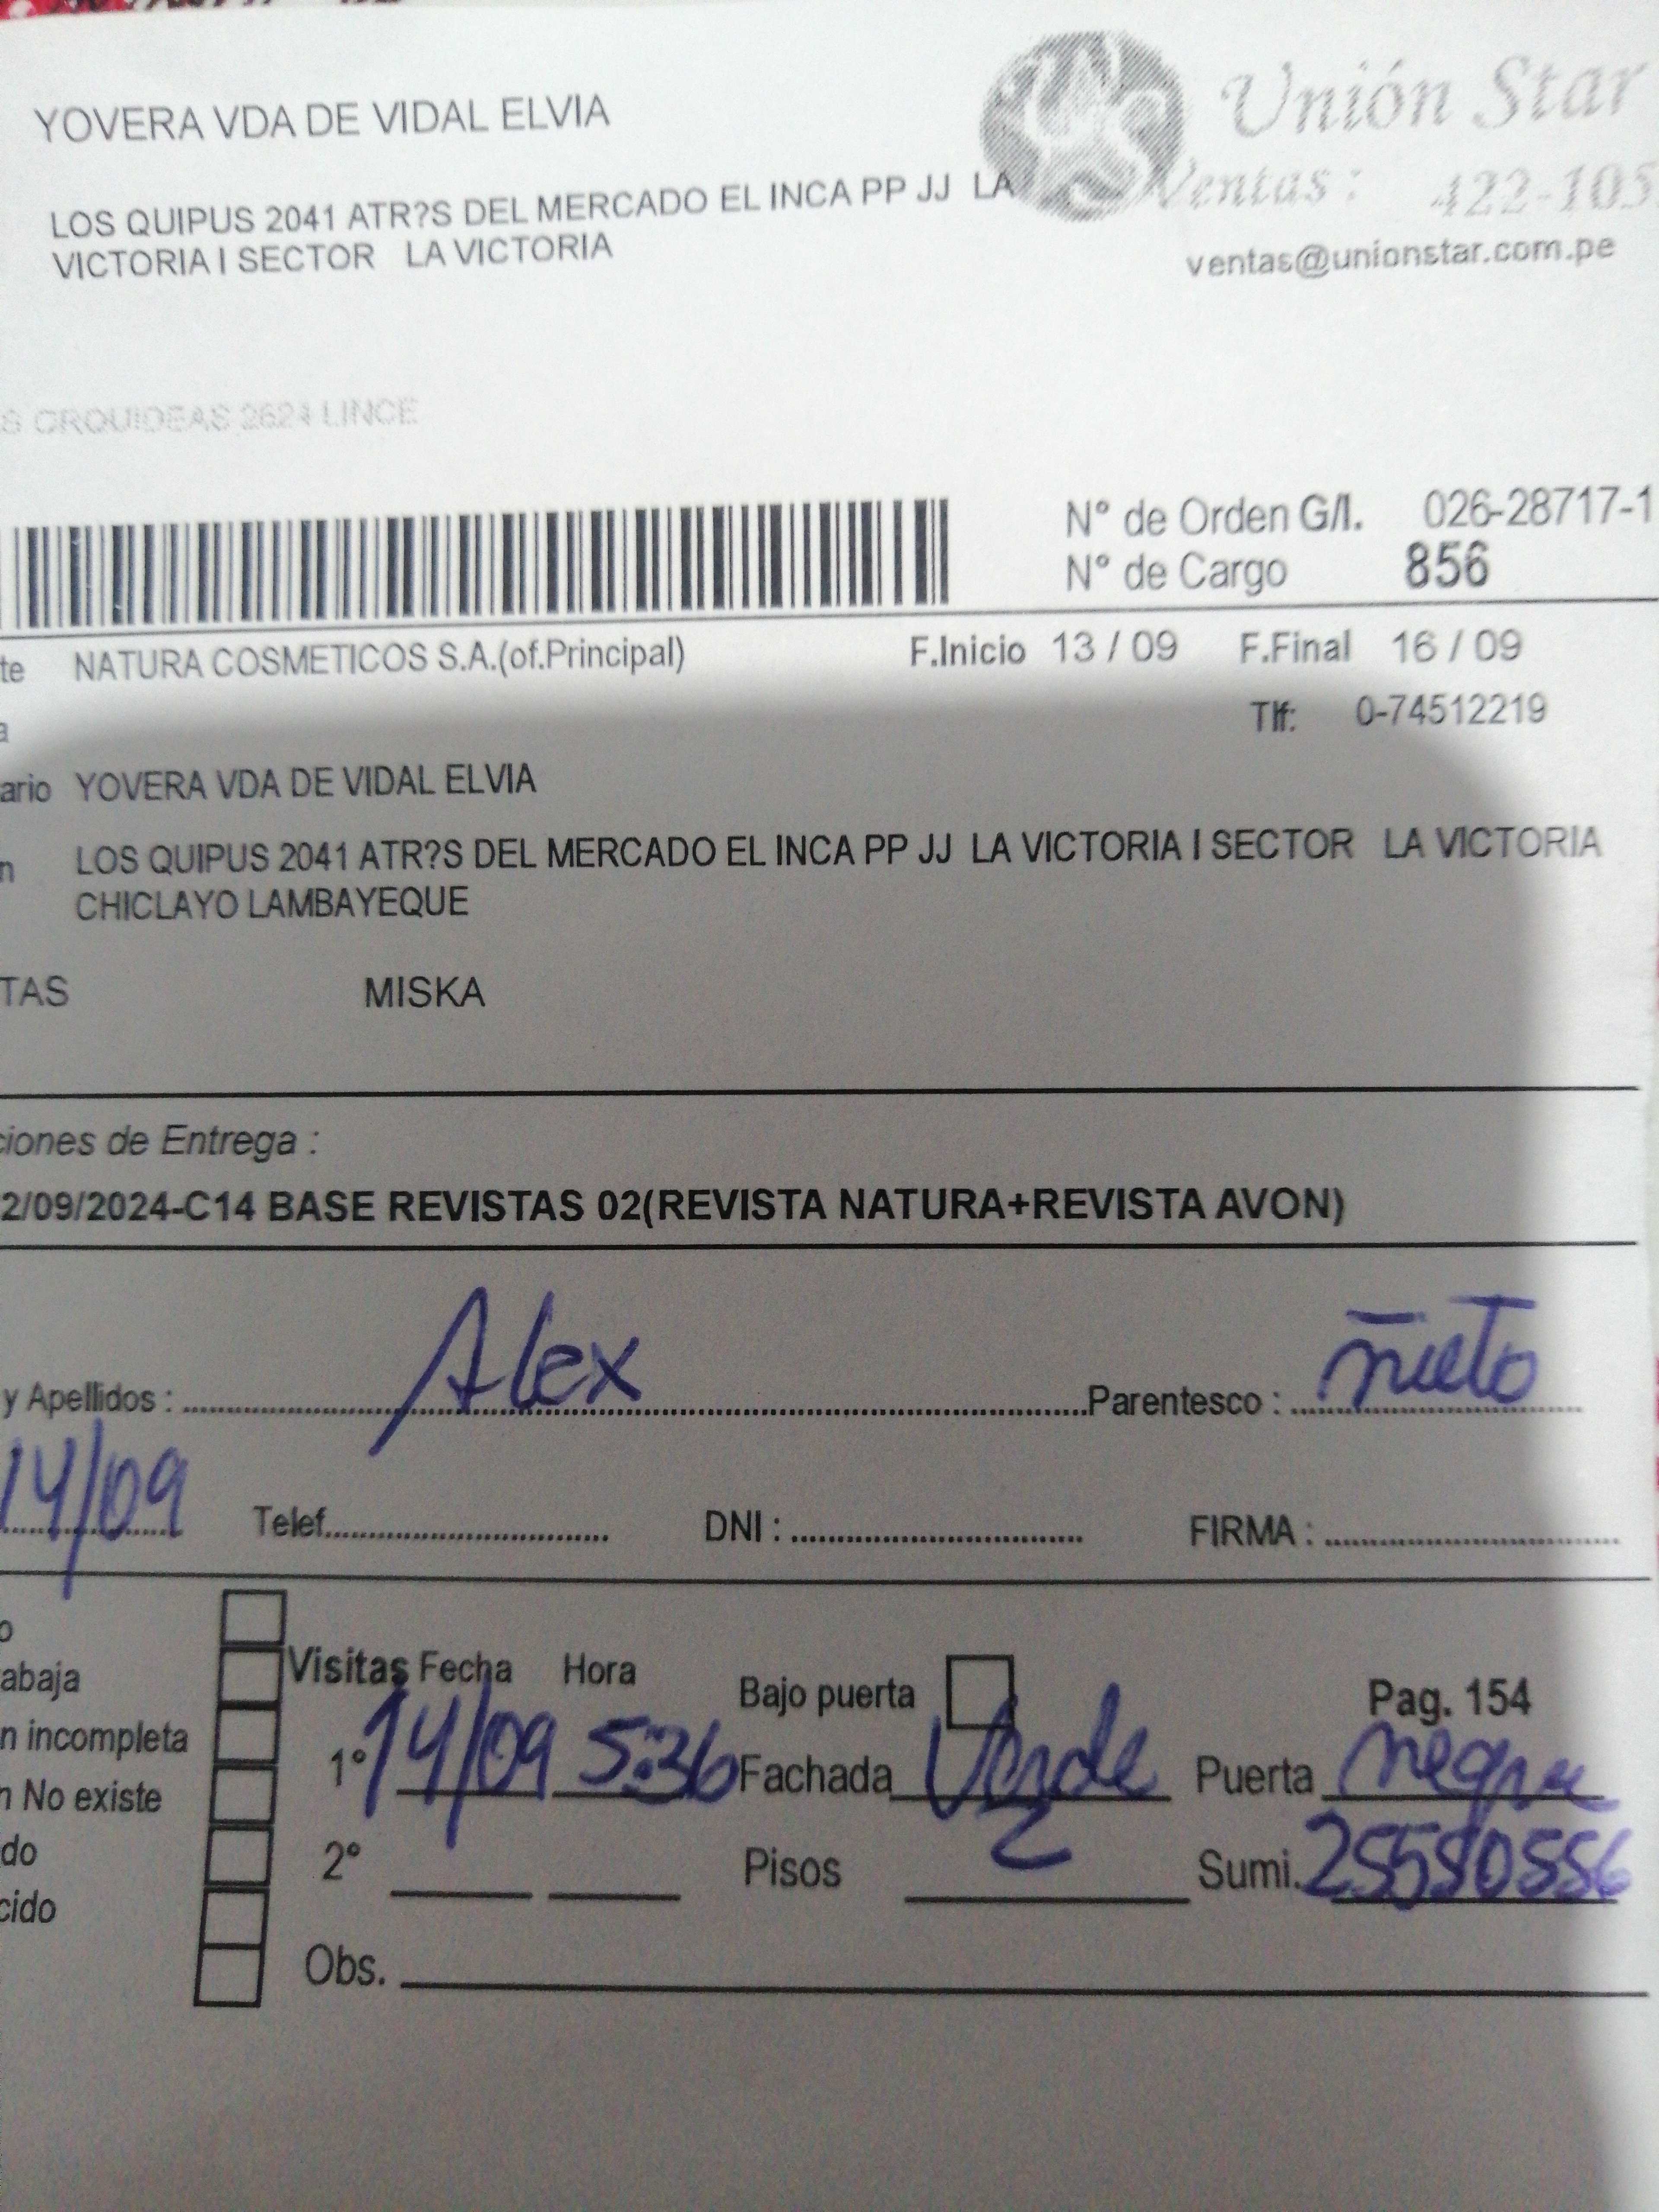 YOVERA VDA DE VIDAL ELVIA
Unión Star
Ventas: 422-105
ventas@unionstar.com.pe
LOS QUIPUS 2041 ATR?S DEL MERCADO EL INCA PP JJ LA
VICTORIA I SECTOR LA VICTORIA
S ORQUIDEAS 2624 LINCE
N° de Orden G/I. 026-28717-1
N° de Cargo 856
te NATURA COSMETICOS S.A.(of.Principal) F.Inicio 13 / 09 F.Final 16 / 09
a Tlf: 0-74512219
ario YOVERA VDA DE VIDAL ELVIA
n LOS QUIPUS 2041 ATR?S DEL MERCADO EL INCA PP JJ LA VICTORIA I SECTOR LA VICTORIA
CHICLAYO LAMBAYEQUE
TAS MISKA
ciones de Entrega :
2/09/2024-C14 BASE REVISTAS 02(REVISTA NATURA+REVISTA AVON)
y Apellidos : Alex Parentesco : ñieto
14/09 Telef. DNI : FIRMA :
o
abaja Visitas Fecha Hora Bajo puerta Pag. 154
n incompleta 1° 14/09 5:36 Fachada Verde Puerta negra
n No existe
do 2° Pisos 2 Sumi. 25580556
cido
Obs.